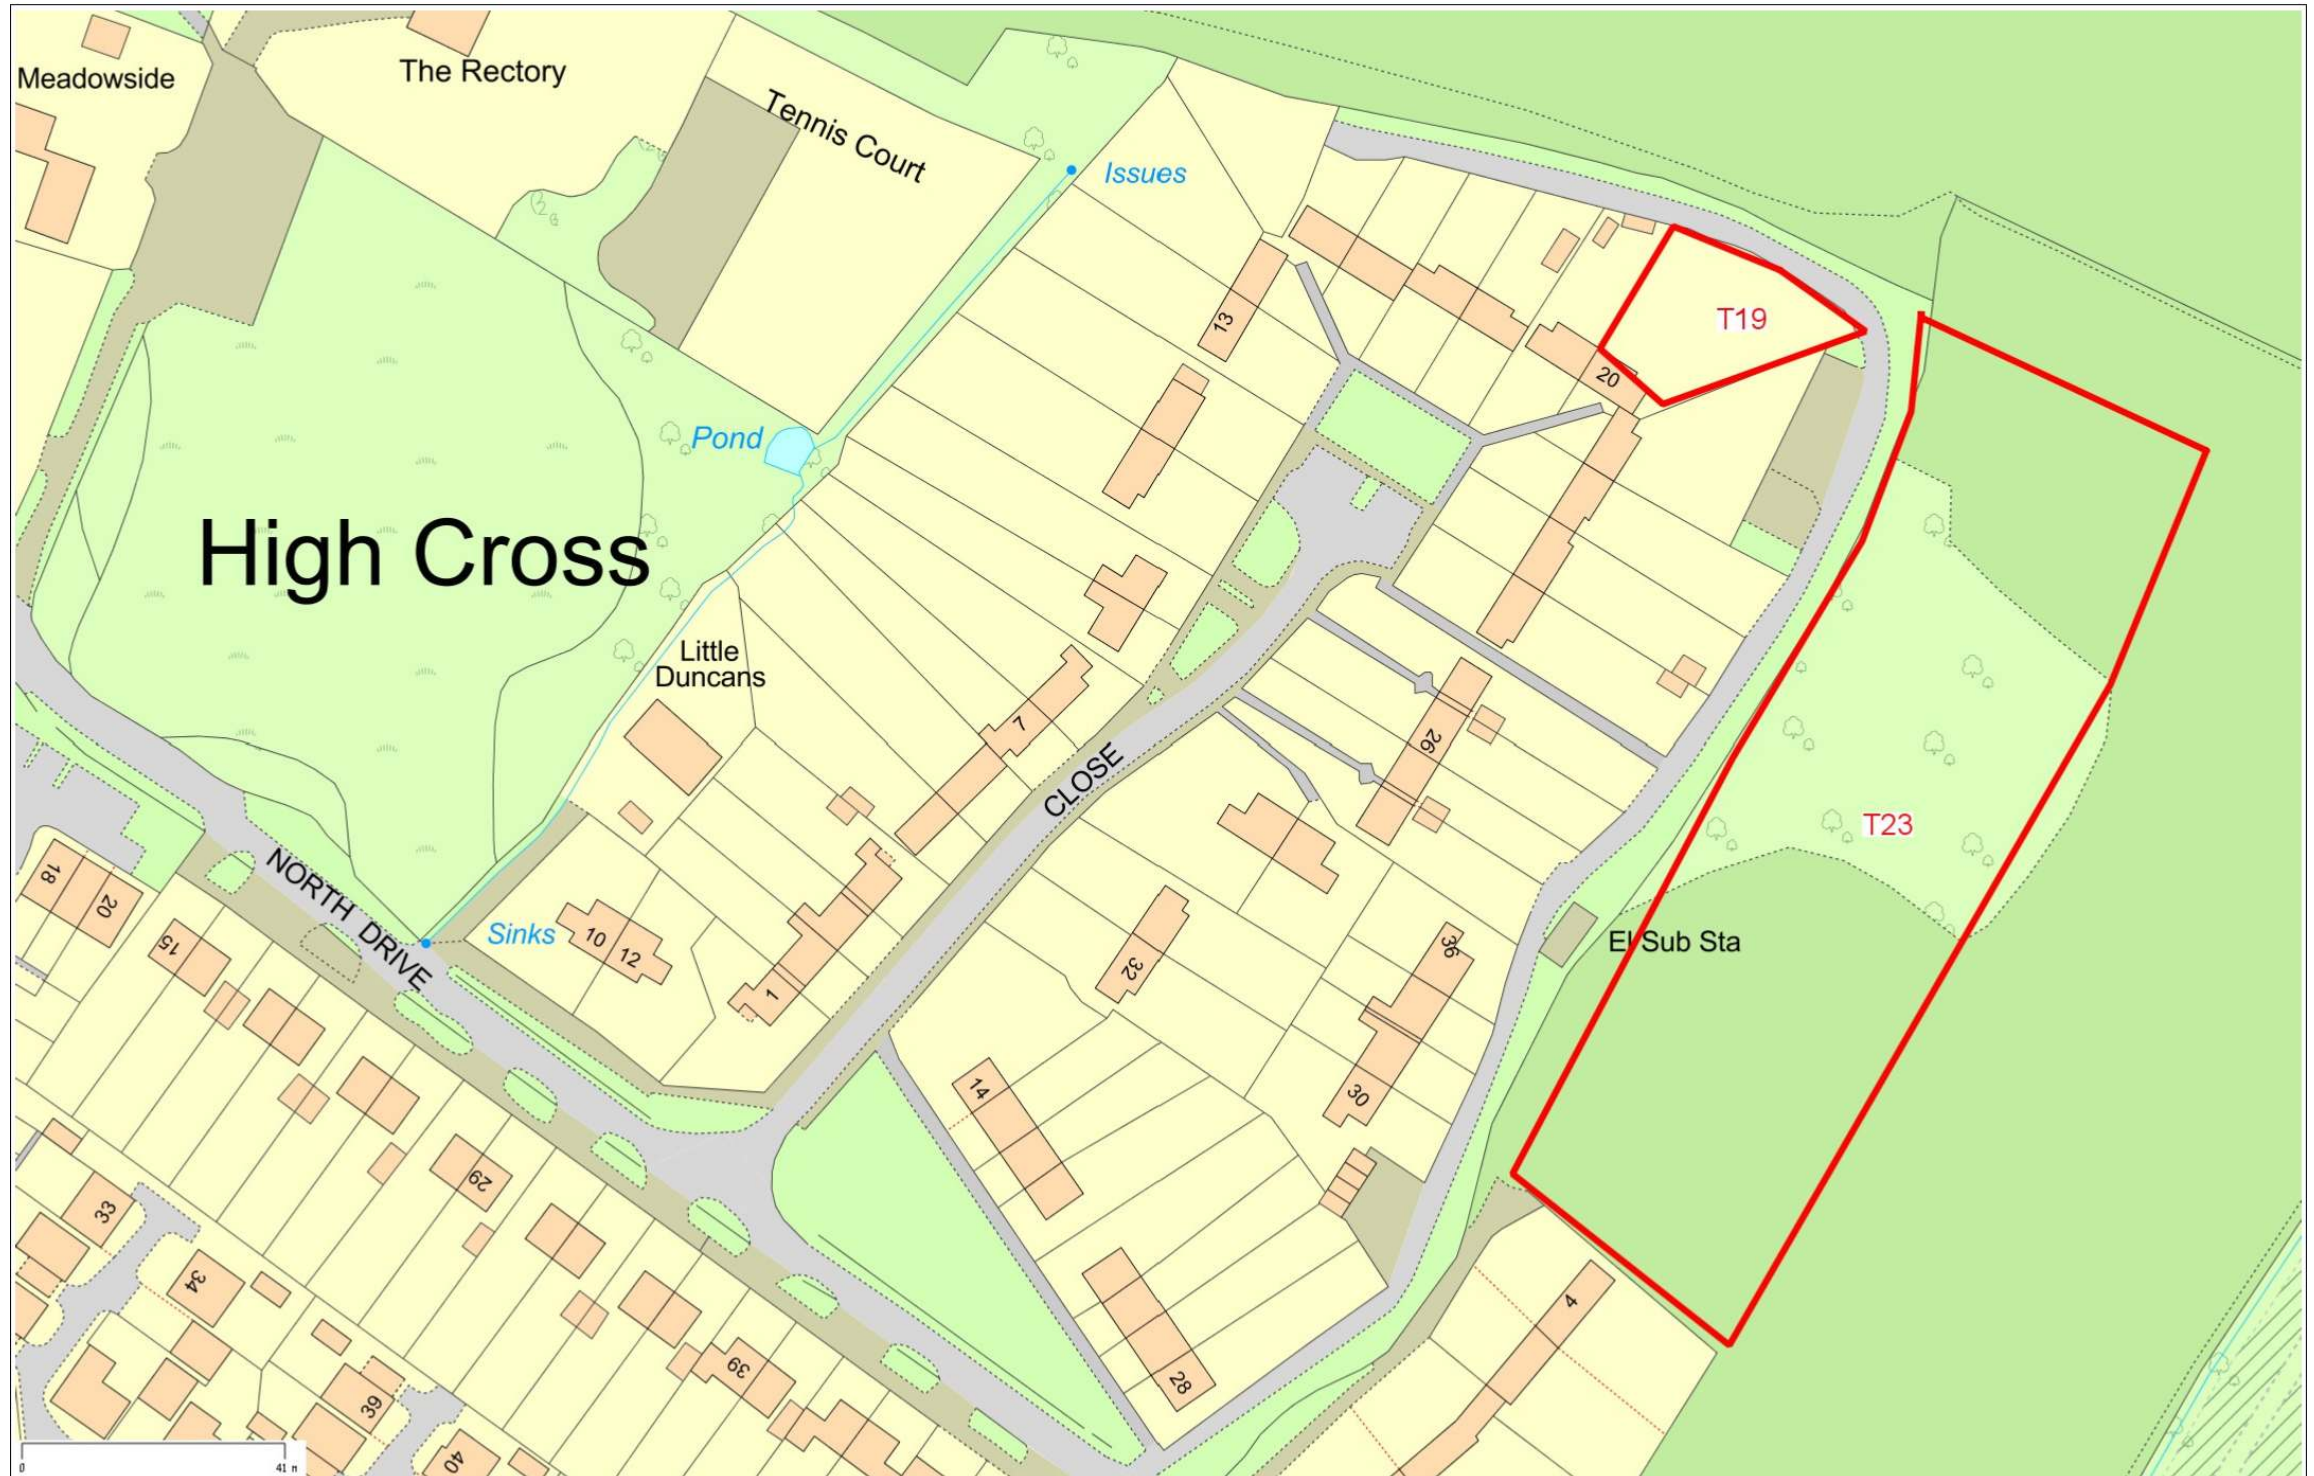 Meadowside
The Rectory
Tennis Court
Issues
T19
13
20
Pond
High Cross
Little
Duncans
7
26
CLOSE
T23
18
20
NORTH DRIVE
Sinks
10
12
15
1
32
36
El Sub Sta
14
30
29
33
34
4
39
28
39
40
0
41 m